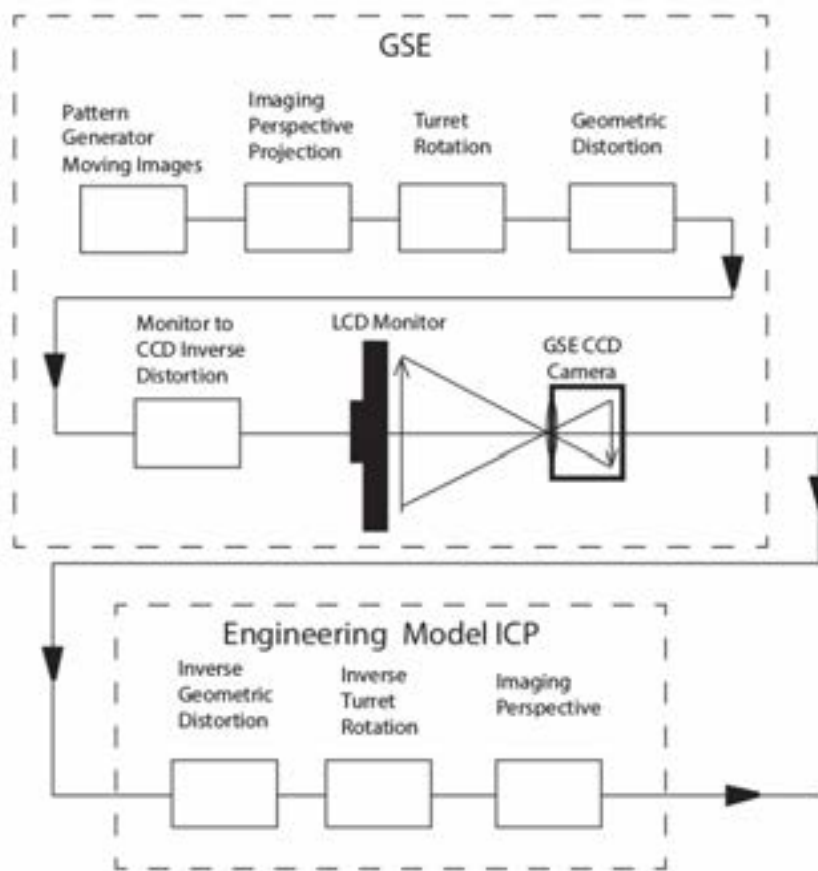 GSE
Pattern
Generator
Moving Images
Imaging
Perspective
Projection
Turret
Rotation
Geometric
Distortion
Monitor to
CCD Inverse
Distortion
LCD Monitor
GSE CCD
Camera
Engineering Model ICP
Inverse
Geometric
Distortion
Inverse
Turret
Rotation
Imaging
Perspective